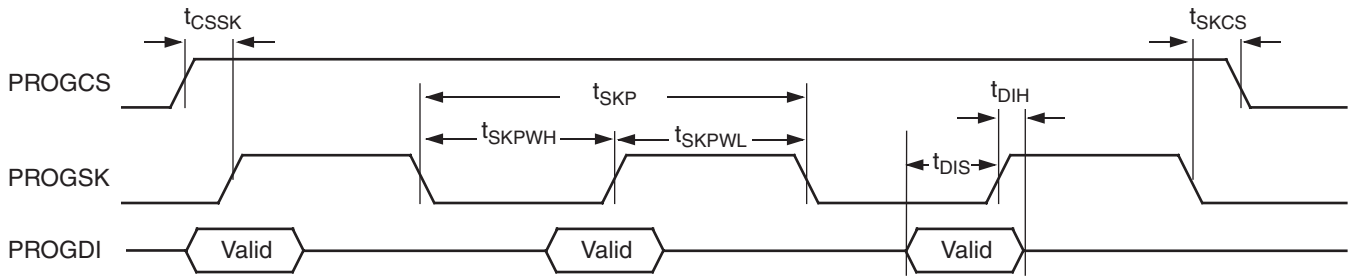 tCSSK
tSKCS
PROGCS
tSKP
tDIH
tSKPWH
tSKPWL
tDIS
PROGSK
PROGDI
Valid
Valid
Valid